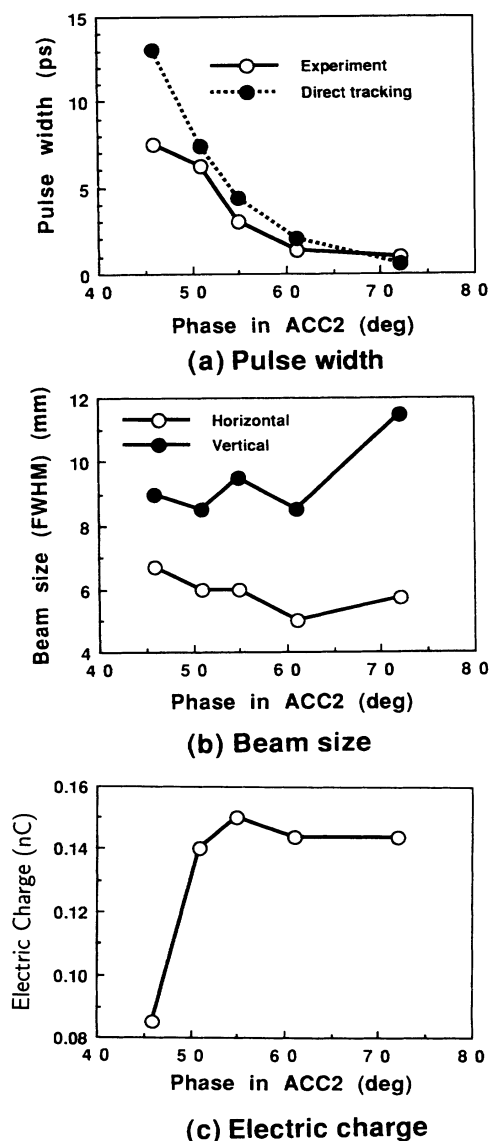 15
10
5
0
Pulse width (ps)
Experiment
Direct tracking
40 50 60 70 80
Phase in ACC2 (deg)
(a) Pulse width
12
10
8
6
4
Beam size (FWHM) (mm)
Horizontal
Vertical
40 50 60 70 80
Phase in ACC2 (deg)
(b) Beam size
0.16
0.14
0.12
0.10
0.08
Electric Charge (nC)
40 50 60 70 80
Phase in ACC2 (deg)
(c) Electric charge